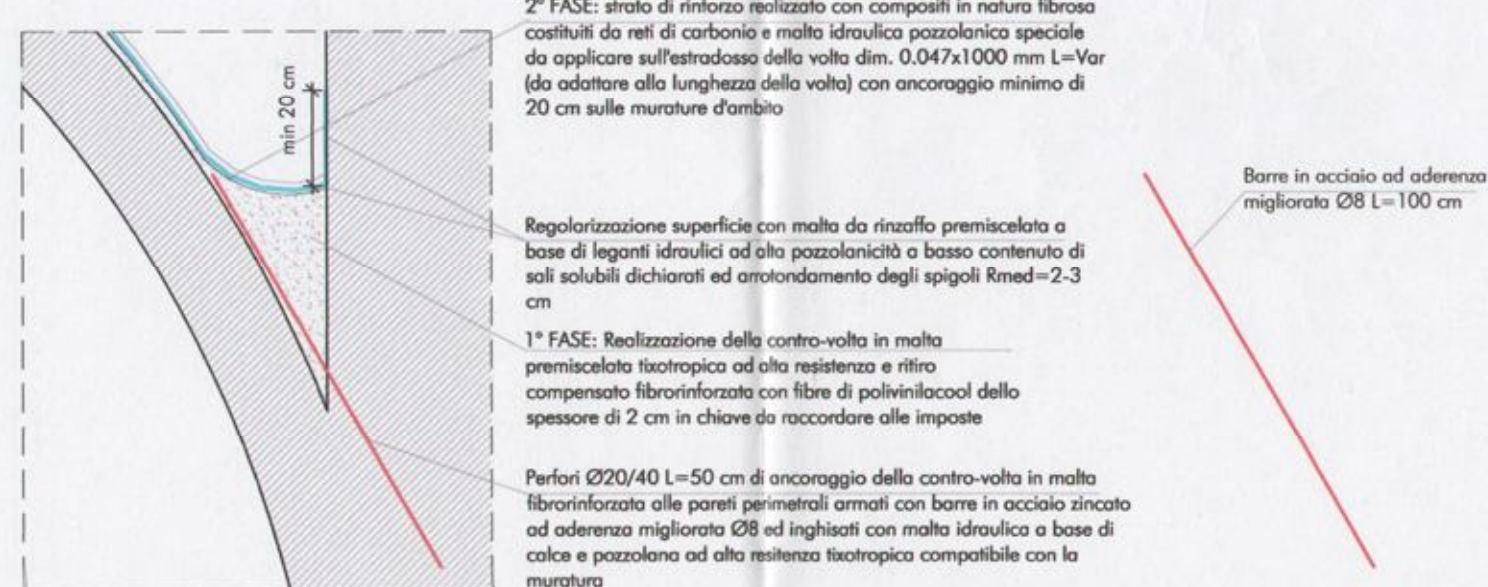 2° FASE: strato di rinforzo realizzato con compositi in natura fibrosa
costituiti da reti di carbonio e malta idraulica pozzolanica speciale
da applicare sull'estradosso della volta dim. 0.047x1000 mm L=Var
(da adattare alla lunghezza della volta) con ancoraggio minimo di
20 cm sulle murature d'ambito
min 20 cm
Barre in acciaio ad aderenza
migliorata Ø8 L=100 cm
Regolarizzazione superficie con malta da rinzaffo premiscelata a
base di leganti idraulici ad alta pozzolanicità a basso contenuto di
sali solubili dichiarati ed arrotondamento degli spigoli Rmed=2-3
cm
1° FASE: Realizzazione della contro-volta in malta
premiscelata tixotropica ad alta resistenza e ritiro
compensato fibrorinforzata con fibre di polivinilacool dello
spessore di 2 cm in chiave da raccordare alle imposte
Perfori Ø20/40 L=50 cm di ancoraggio della contro-volta in malta
fibrorinforzata alle pareti perimetrali armati con barre in acciaio zincato
ad aderenza migliorata Ø8 ed inghisati con malta idraulica a base di
calce e pozzolana ad alta resitenza tixotropica compatibile con la
muratura